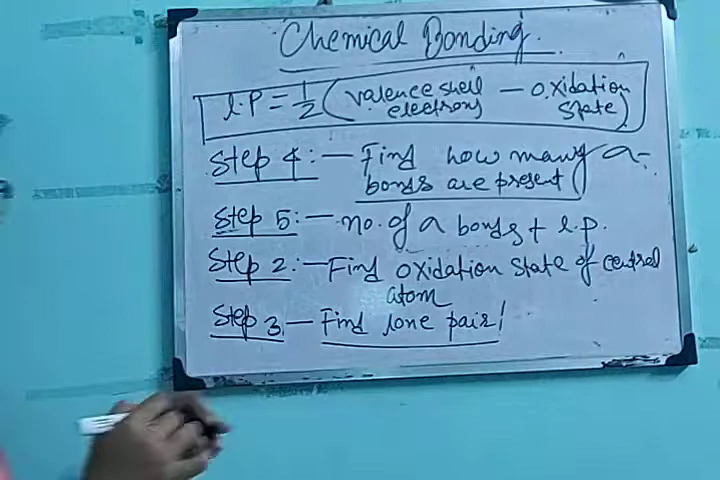 Chemical Bonding.
l.P = 1/2 (valence shell electrons — oxidation state)
Step 4:— Find how many a-
bonds are present
Step 5:— no. of a bonds + l.p.
Step 2:— Find oxidation state of central
atom
Step 3.— Find lone pair!